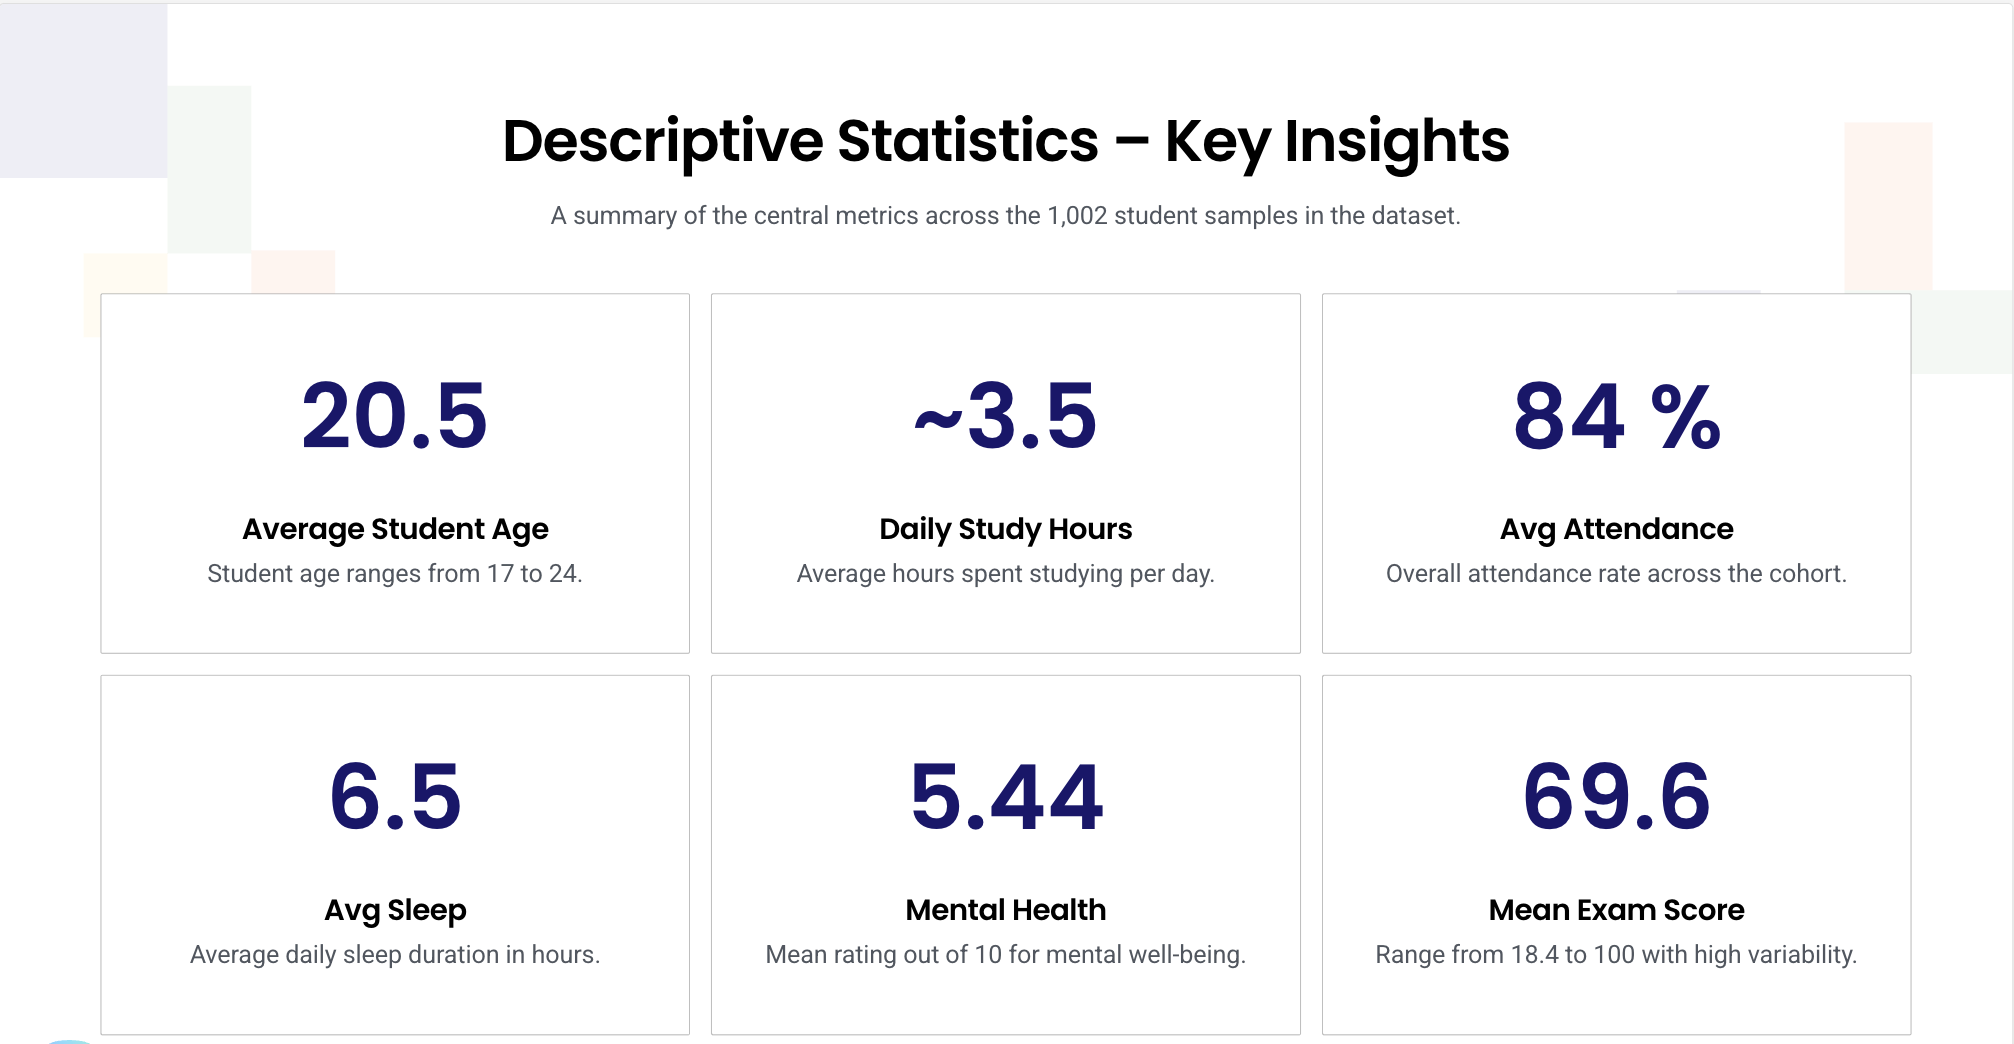 Descriptive Statistics – Key Insights
A summary of the central metrics across the 1,002 student samples in the dataset.
20.5
Average Student Age
Student age ranges from 17 to 24.
~3.5
Daily Study Hours
Average hours spent studying per day.
84 %
Avg Attendance
Overall attendance rate across the cohort.
6.5
Avg Sleep
Average daily sleep duration in hours.
5.44
Mental Health
Mean rating out of 10 for mental well-being.
69.6
Mean Exam Score
Range from 18.4 to 100 with high variability.